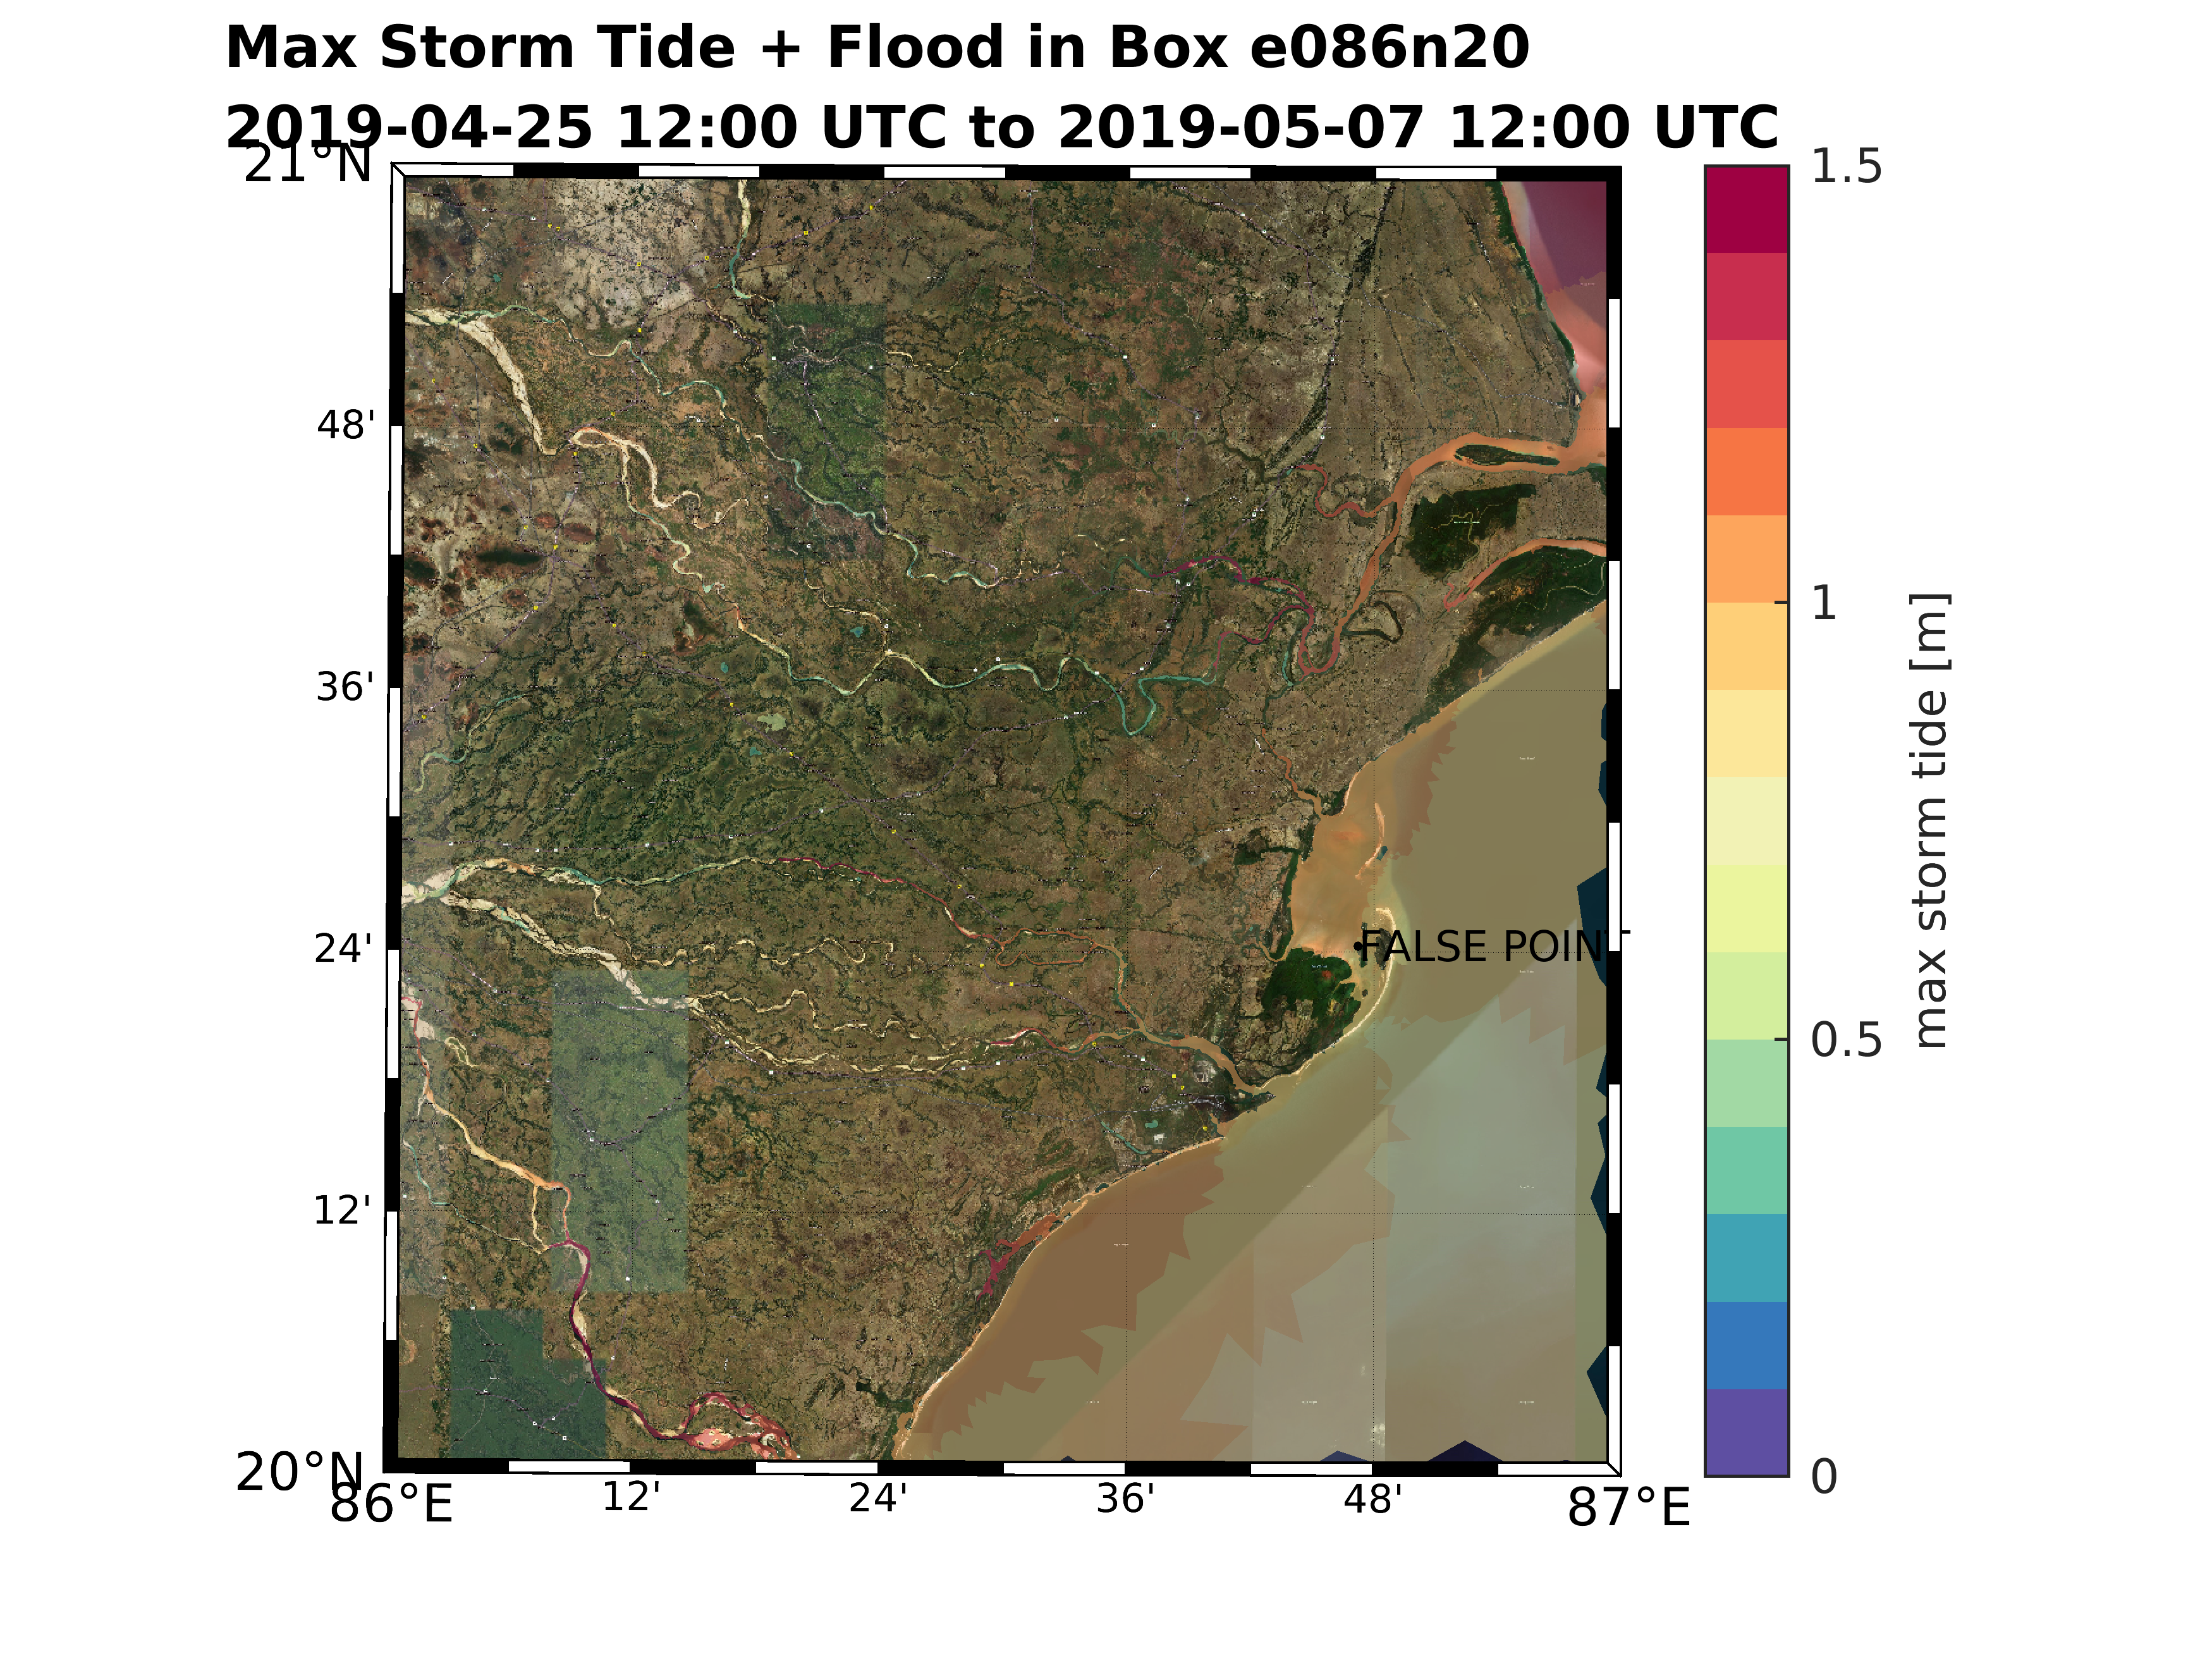 Max Storm Tide + Flood in Box e086n20
2019-04-25 12:00 UTC to 2019-05-07 12:00 UTC
21°N
48'
36'
24'
12'
20°N
86°E
12'
24'
36'
48'
87°E
FALSE POINT
1.5
1
0.5
0
max storm tide [m]